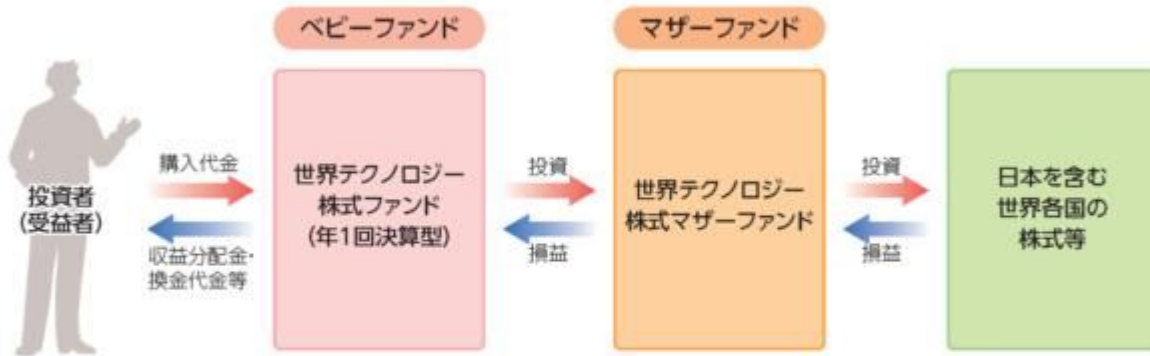 ベビーファンド
マザーファンド
投資者
(受益者)
購入代金
収益分配金・
換金代金等
世界テクノロジー
株式ファンド
(年1回決算型)
投資
損益
世界テクノロジー
株式マザーファンド
投資
損益
日本を含む
世界各国の
株式等